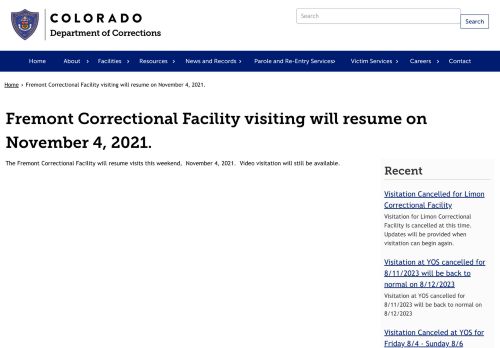 COLORADO
Department of Corrections
Search
Search
Home About › Facilities › Resources › News and Records › Parole and Re-Entry Services › Victim Services › Careers › Contact
Home › Fremont Correctional Facility visiting will resume on November 4, 2021.
Fremont Correctional Facility visiting will resume on
November 4, 2021.
The Fremont Correctional Facility will resume visits this weekend, November 4, 2021. Video visitation will still be available.
Recent
Visitation Cancelled for Limon
Correctional Facility
Visitation for Limon Correctional
Facility is cancelled at this time.
Updates will be provided when
visitation can begin again.
Visitation at YOS cancelled for
8/11/2023 will be back to
normal on 8/12/2023
Visitation at YOS cancelled for
8/11/2023 will be back to normal on
8/12/2023
Visitation Canceled at YOS for
Friday 8/4 - Sunday 8/6